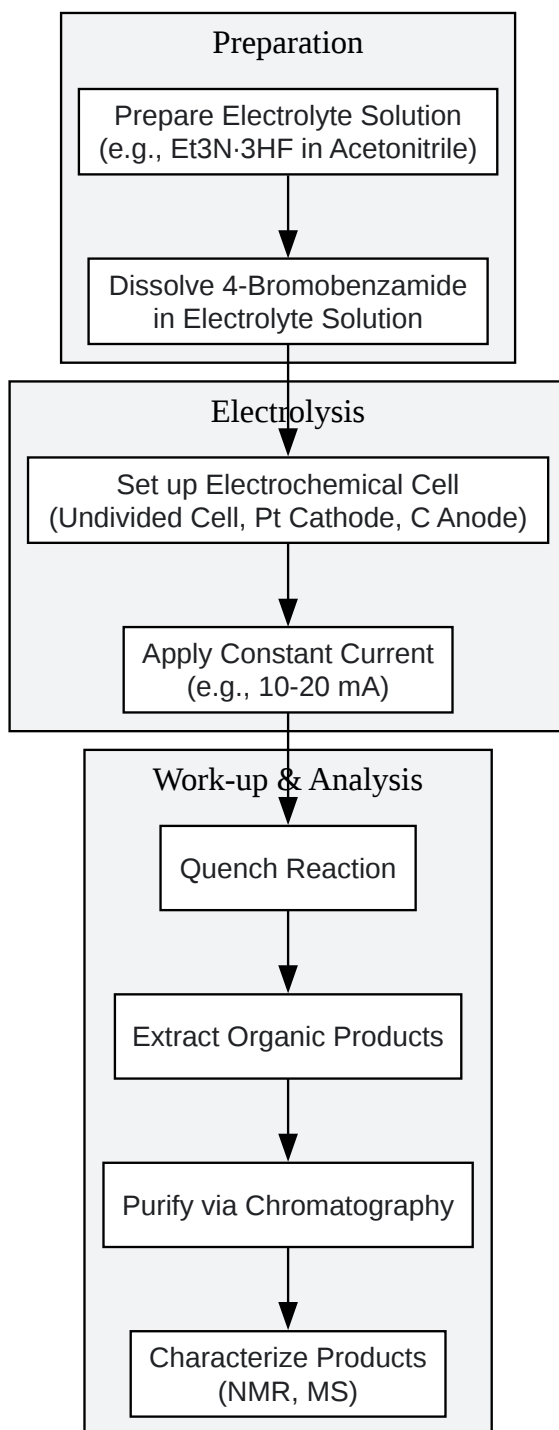 Preparation
Prepare Electrolyte Solution
(e.g., Et3N·3HF in Acetonitrile)
Dissolve 4-Bromobenzamide
in Electrolyte Solution
Electrolysis
Set up Electrochemical Cell
(Undivided Cell, Pt Cathode, C Anode)
Apply Constant Current
(e.g., 10-20 mA)
Work-up & Analysis
Quench Reaction
Extract Organic Products
Purify via Chromatography
Characterize Products
(NMR, MS)